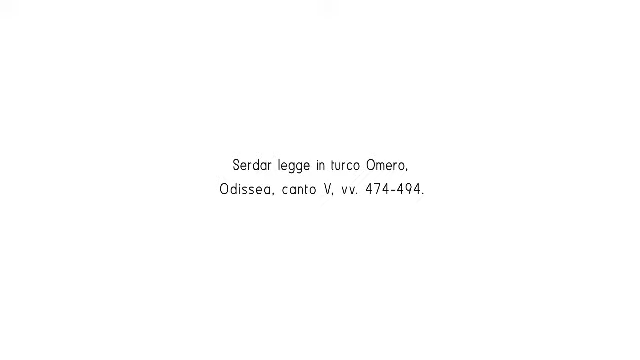 Serdar legge in turco Omero,
Odissea, canto V, vv. 474-494.